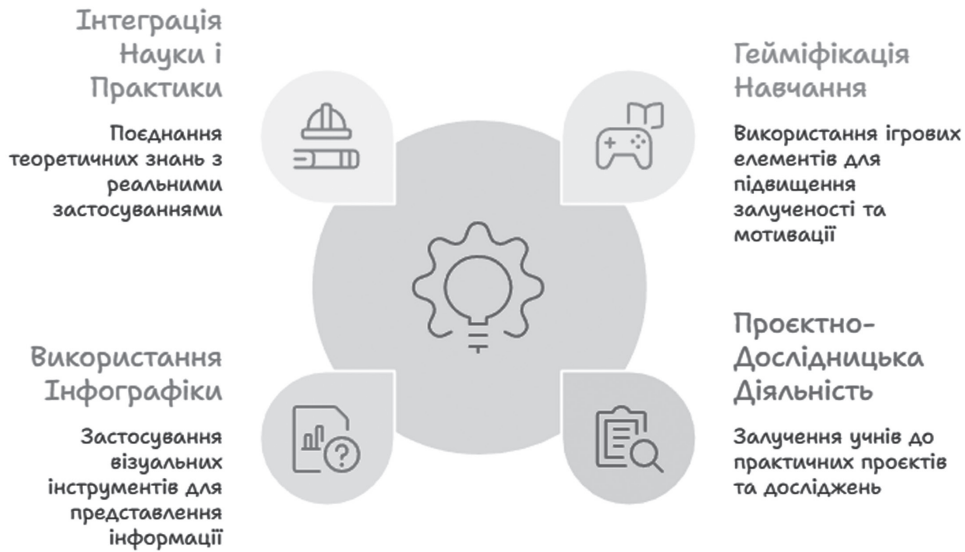 Інтеграція
Науки і
Практики
Поєднання
теоретичних знань з
реальними
застосуваннями
Гейміфікація
Навчання
Використання ігрових
елементів для
підвищення
залученості та
мотивації
Використання
Інфографіки
Застосування
візуальних
інструментів для
представлення
інформації
Проєктно-
Дослідницька
Діяльність
Залучення учнів до
практичних проєктів
та досліджень